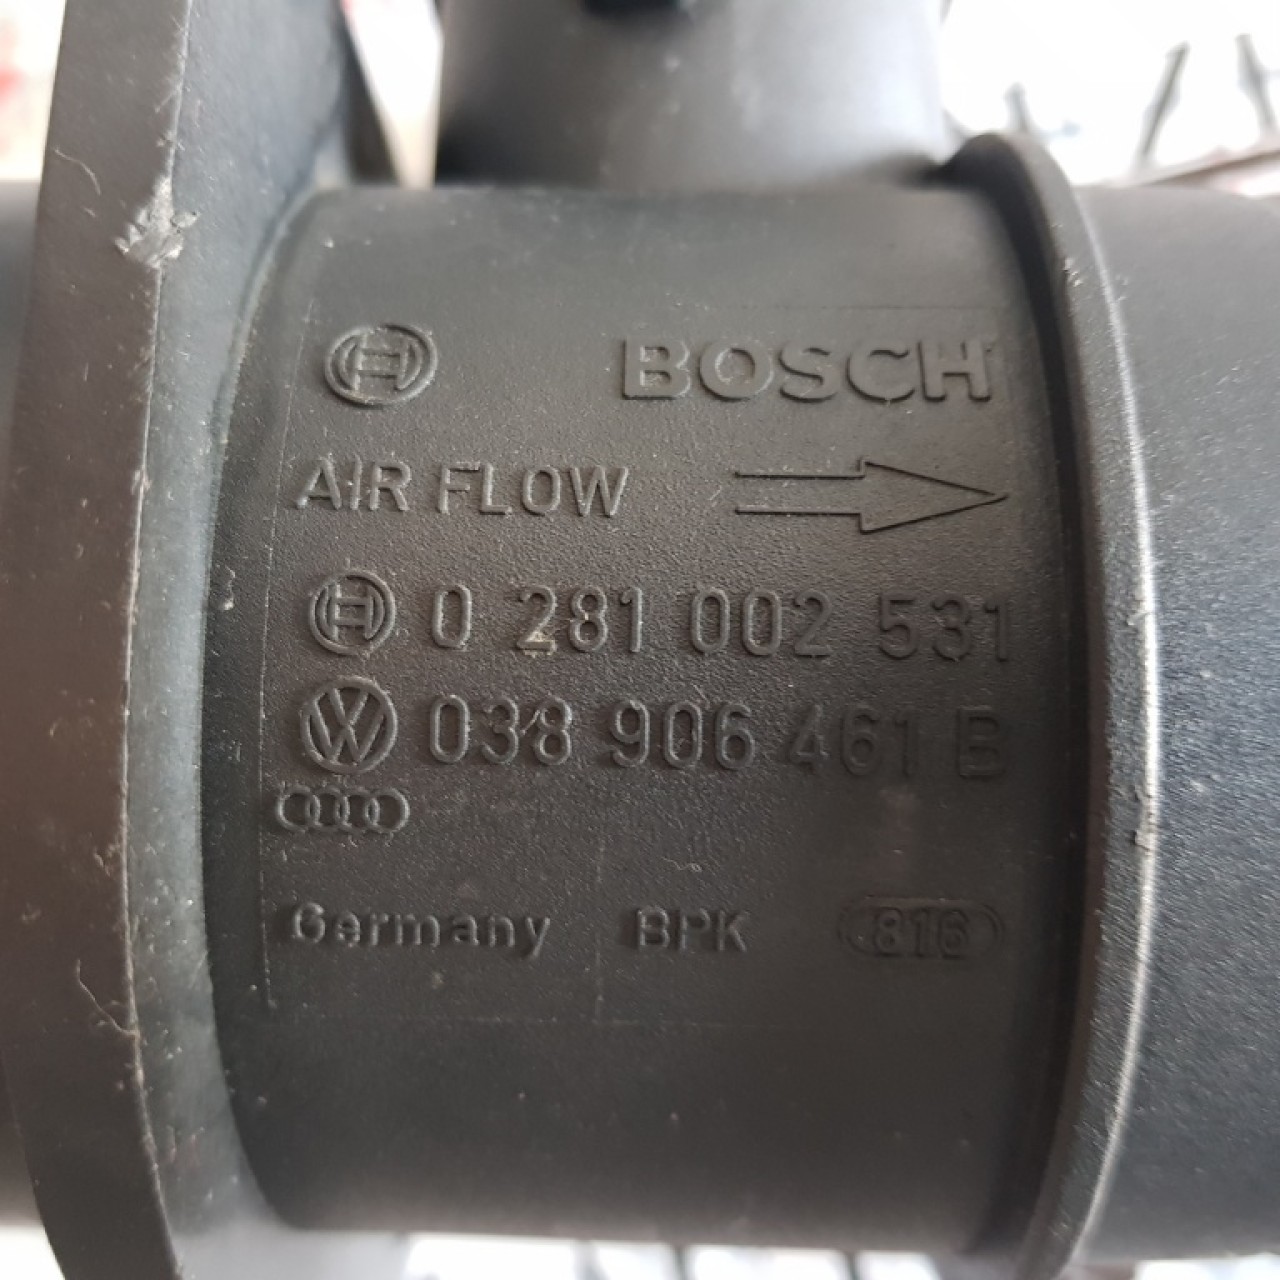 BOSCH
AIR FLOW
0 281 002 531
038 906 461 B
Germany BPK 816